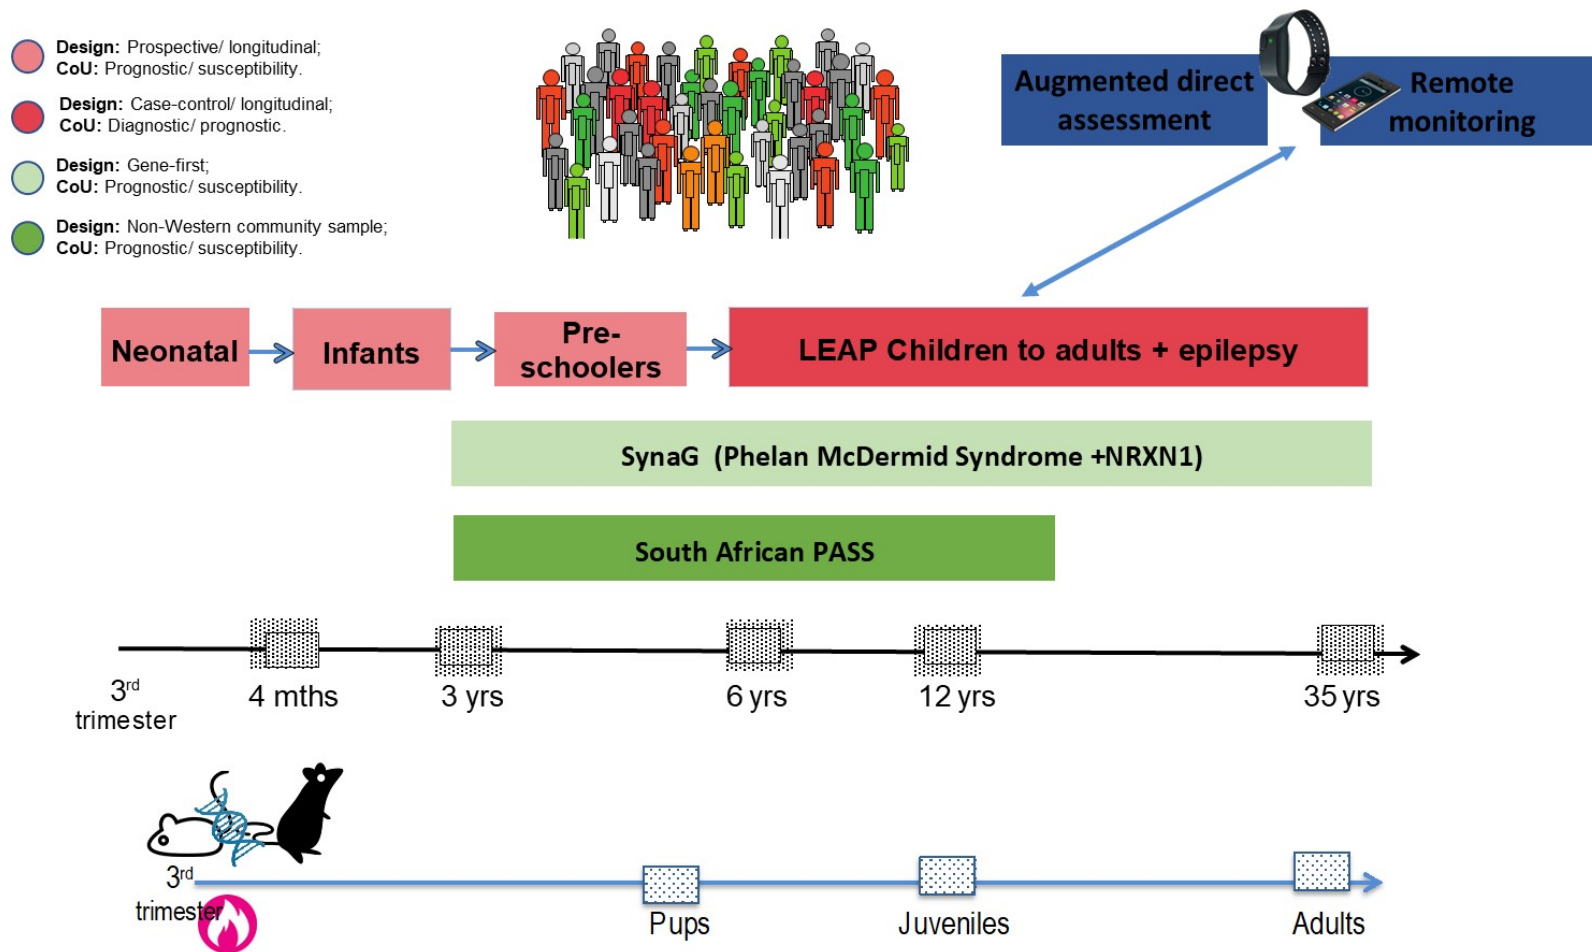 Design: Prospective/ longitudinal;
CoU: Prognostic/ susceptibility.
Design: Case-control/ longitudinal;
CoU: Diagnostic/ prognostic.
Design: Gene-first;
CoU: Prognostic/ susceptibility.
Design: Non-Western community sample;
CoU: Prognostic/ susceptibility.
Augmented direct
assessment
Remote
monitoring
Neonatal
Infants
Pre-
schoolers
LEAP Children to adults + epilepsy
SynaG (Phelan McDermid Syndrome +NRXN1)
South African PASS
3rd
trimester
4 mths
3 yrs
6 yrs
12 yrs
35 yrs
3rd
trimester
Pups
Juveniles
Adults